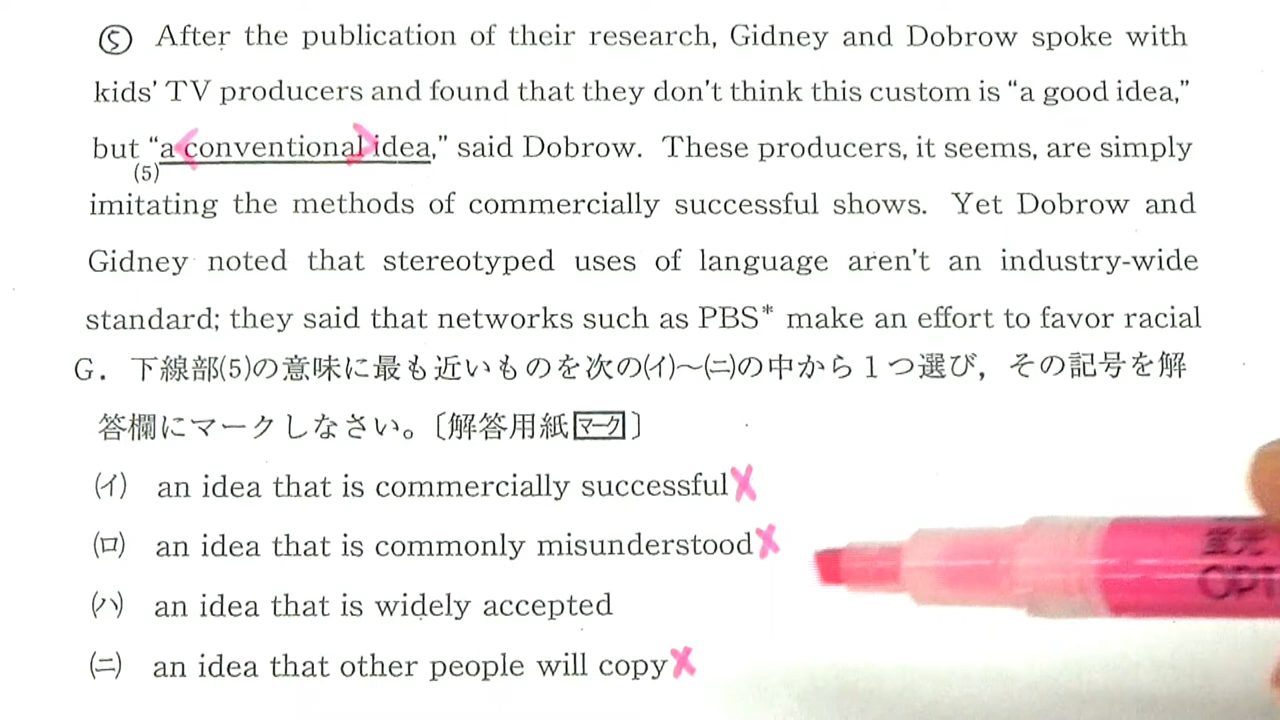 ⑤ After the publication of their research, Gidney and Dobrow spoke with
kids' TV producers and found that they don't think this custom is "a good idea,"
but "a conventional idea," said Dobrow. These producers, it seems, are simply
(5)
imitating the methods of commercially successful shows. Yet Dobrow and
Gidney noted that stereotyped uses of language aren't an industry-wide
standard; they said that networks such as PBS* make an effort to favor racial
G. 下線部(5)の意味に最も近いものを次の(イ)~(ニ)の中から1つ選び,その記号を解
答欄にマークしなさい。〔解答用紙マーク〕
(イ) an idea that is commercially successful
(ロ) an idea that is commonly misunderstood
(ハ) an idea that is widely accepted
(ニ) an idea that other people will copy
蛍光
OPT